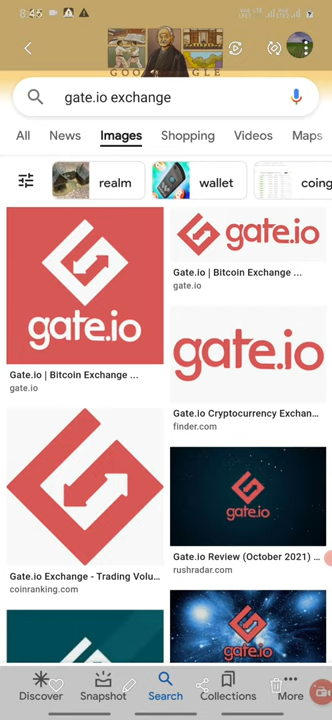 8:45
GOOGLE
gate.io exchange
All News Images Shopping Videos Maps
realm wallet coing
gate.io
Gate.io | Bitcoin Exchange ...
gate.io
gate.io
Gate.io | Bitcoin Exchange ...
gate.io
gate.io
Gate.io Cryptocurrency Exchan...
finder.com
Gate.io Exchange - Trading Volu...
coinranking.com
gate.io
Gate.io Review (October 2021) ...
rushradar.com
gate.io
Discover Snapshot Search Collections More